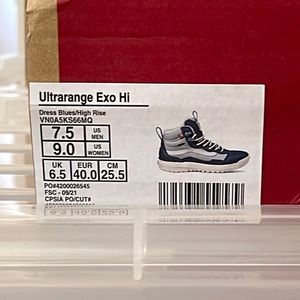 Ultrarange Exo Hi
Dress Blues/High Rise
VN0A5KS66MQ
7.5 US MEN
9.0 US WOMEN
UK EUR CM
6.5 40.0 25.5
PO#4200026545
FSC - 09/21
CPSIA PO/CUT#